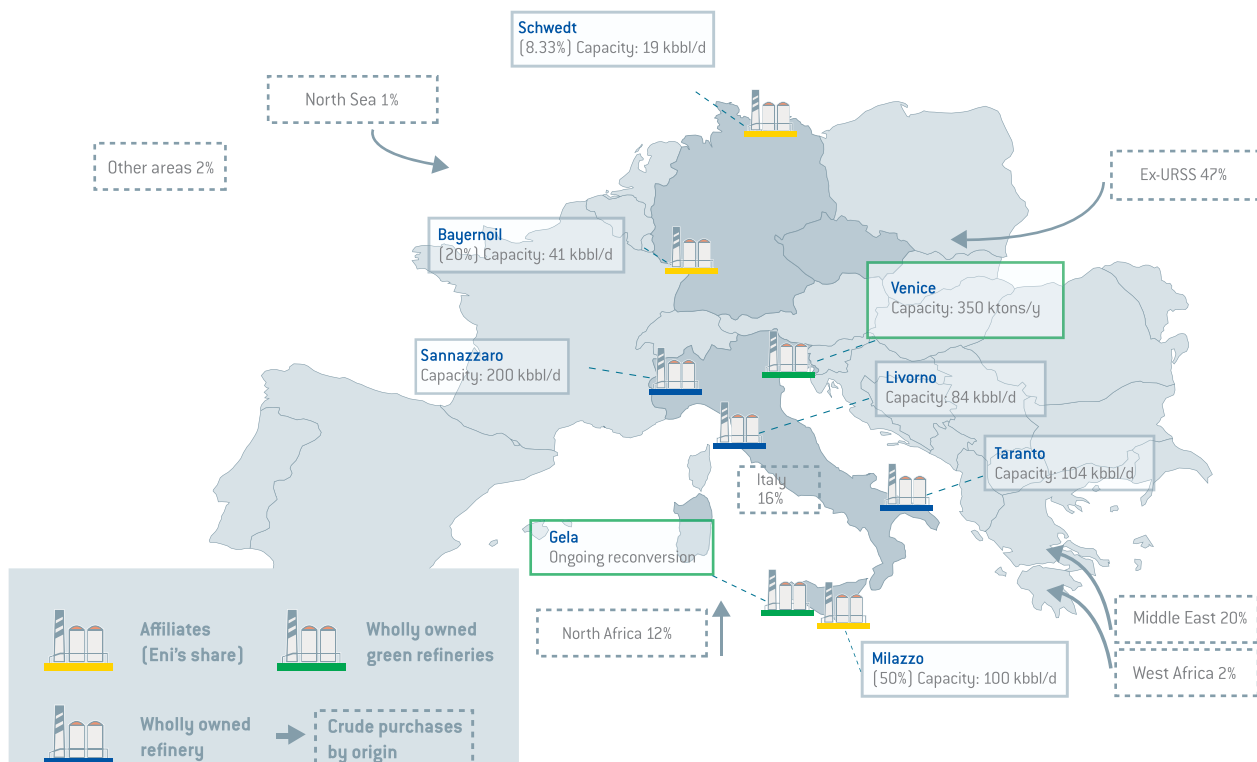 Schwedt
(8.33%) Capacity: 19 kbbl/d
North Sea 1%
Other areas 2%
Ex-URSS 47%
Bayernoil
(20%) Capacity: 41 kbbl/d
Venice
Capacity: 350 ktons/y
Sannazzaro
Capacity: 200 kbbl/d
Livorno
Capacity: 84 kbbl/d
Taranto
Capacity: 104 kbbl/d
Italy
16%
Gela
Ongoing reconversion
North Africa 12%
Middle East 20%
West Africa 2%
Milazzo
(50%) Capacity: 100 kbbl/d
Affiliates
(Eni's share)
Wholly owned
green refineries
Wholly owned
refinery
Crude purchases
by origin